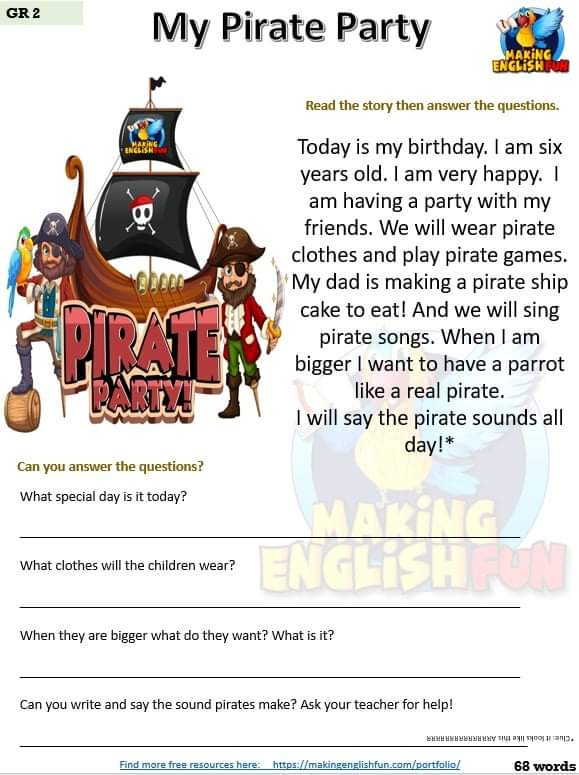 GR 2
My Pirate Party
MAKING
ENGLISH FUN
Read the story then answer the questions.
MAKING
ENGLISH FUN
PIRATE
PARTY!
Today is my birthday. I am six
years old. I am very happy. I
am having a party with my
friends. We will wear pirate
clothes and play pirate games.
My dad is making a pirate ship
cake to eat! And we will sing
pirate songs. When I am
bigger I want to have a parrot
like a real pirate.
I will say the pirate sounds all
day!*
Can you answer the questions?
What special day is it today?
MAKING
ENGLISH FUN
What clothes will the children wear?
When they are bigger what do they want? What is it?
Can you write and say the sound pirates make? Ask your teacher for help!
*Clue: it looks like this
Find more free resources here: https://makingenglishfun.com/portfolio/
68 words